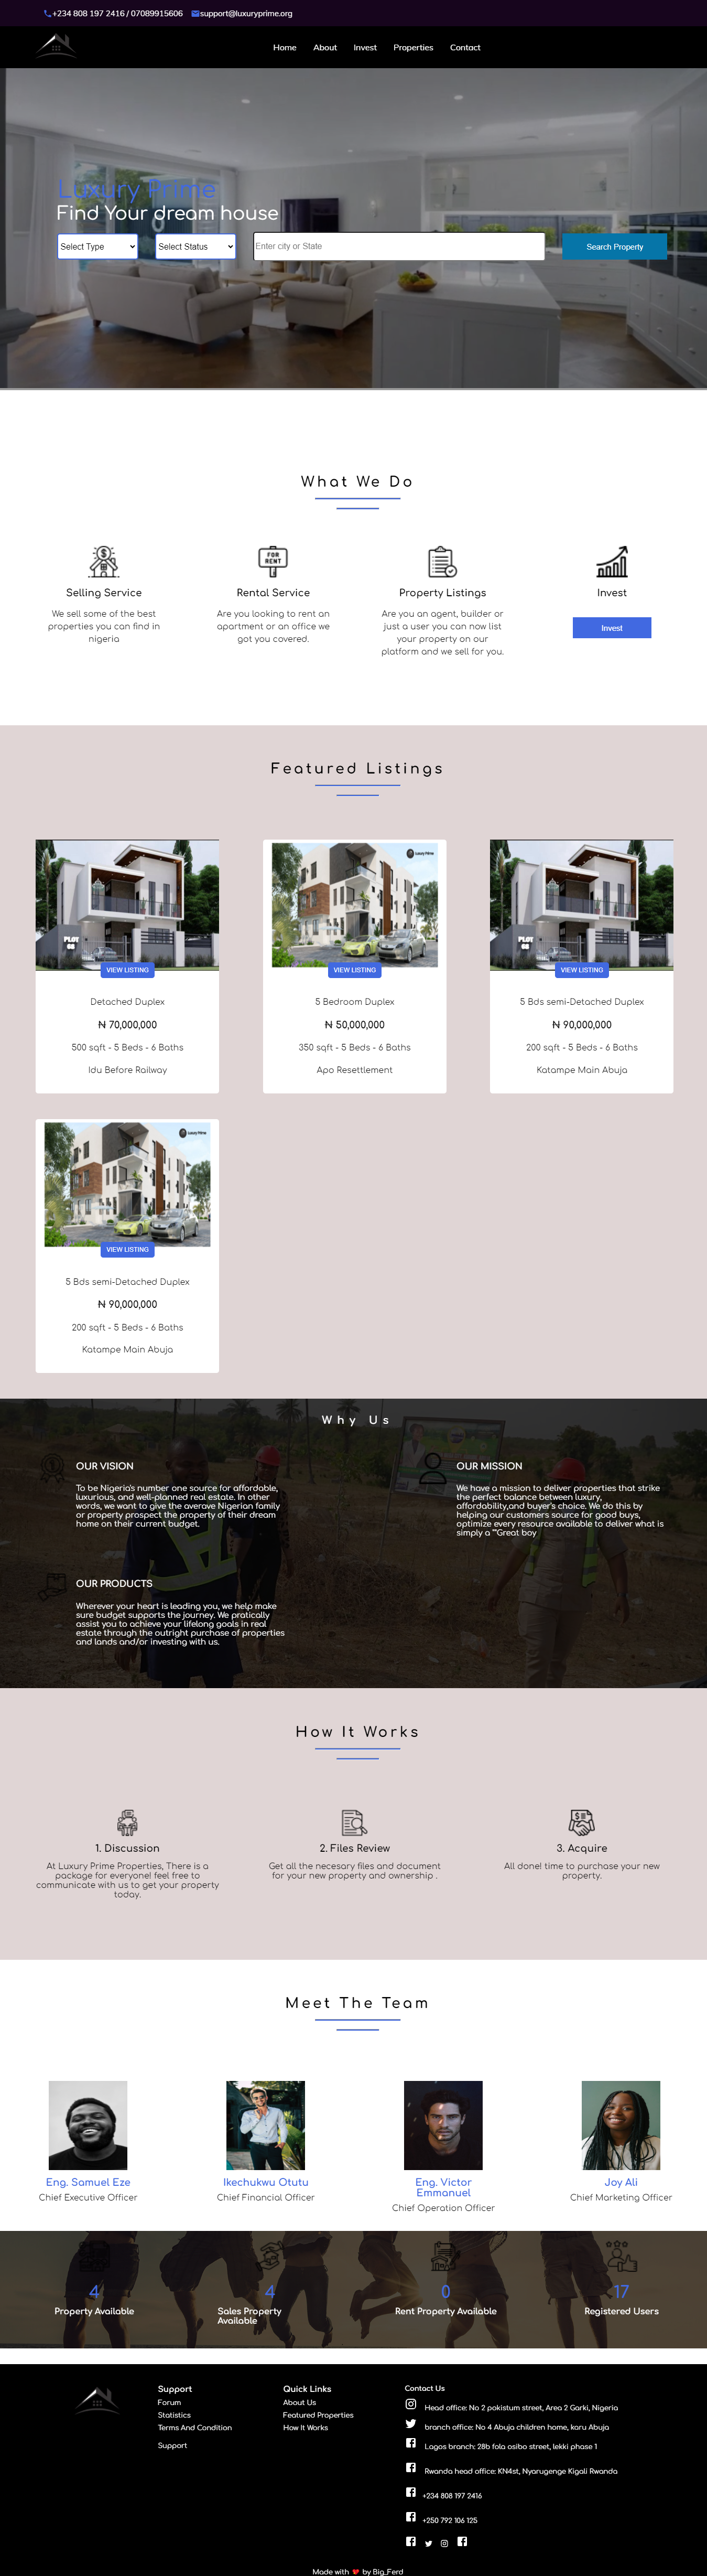 +234 808 197 2416 / 07089915606 support@luxuryprime.org
Home About Invest Properties Contact
Luxury Prime
Find Your dream house
Select Type Select Status Enter city or State Search Property
What We Do
Selling Service
We sell some of the best
properties you can find in
nigeria
Rental Service
Are you looking to rent an
apartment or an office we
got you covered.
Property Listings
Are you an agent, builder or
just a user you can now list
your property on our
platform and we sell for you.
Invest
Invest
Featured Listings
PLOT
68
VIEW LISTING
Detached Duplex
₦ 70,000,000
500 sqft - 5 Beds - 6 Baths
Idu Before Railway
Luxury Prime
VIEW LISTING
5 Bedroom Duplex
₦ 50,000,000
350 sqft - 5 Beds - 6 Baths
Apo Resettlement
PLOT
68
VIEW LISTING
5 Bds semi-Detached Duplex
₦ 90,000,000
200 sqft - 5 Beds - 6 Baths
Katampe Main Abuja
Luxury Prime
VIEW LISTING
5 Bds semi-Detached Duplex
₦ 90,000,000
200 sqft - 5 Beds - 6 Baths
Katampe Main Abuja
Why Us
OUR VISION
To be Nigeria's number one source for affordable,
luxurious, and well-planned real estate. In other
words, we want to give the average Nigerian family
or property prospect the property of their dream
home on their current budget.
OUR MISSION
We have a mission to deliver properties that strike
the perfect balance between luxury,
affordability,and buyer's choice. We do this by
helping our customers source for good buys,
optimize every resource available to deliver what is
simply a ""Great boy
OUR PRODUCTS
Wherever your heart is leading you, we help make
sure budget supports the journey. We pratically
assist you to achieve your lifelong goals in real
estate through the outright purchase of properties
and lands and/or investing with us.
How It Works
1. Discussion
At Luxury Prime Properties, There is a
package for everyone! feel free to
communicate with us to get your property
today.
2. Files Review
Get all the necesary files and document
for your new property and ownership .
3. Acquire
All done! time to purchase your new
property.
Meet The Team
Eng. Samuel Eze
Chief Executive Officer
Ikechukwu Otutu
Chief Financial Officer
Eng. Victor
Emmanuel
Chief Operation Officer
Joy Ali
Chief Marketing Officer
4
Property Available
4
Sales Property
Available
0
Rent Property Available
17
Registered Users
Support
Forum
Statistics
Terms And Condition
Support
Quick Links
About Us
Featured Properties
How It Works
Contact Us
Head office: No 2 pokistum street, Area 2 Garki, Nigeria
branch office: No 4 Abuja children home, karu Abuja
Lagos branch: 28b fola osibo street, lekki phase 1
Rwanda head office: KN4st, Nyarugenge Kigali Rwanda
+234 808 197 2416
+250 792 106 125
Made with ❤ by Big_Ferd